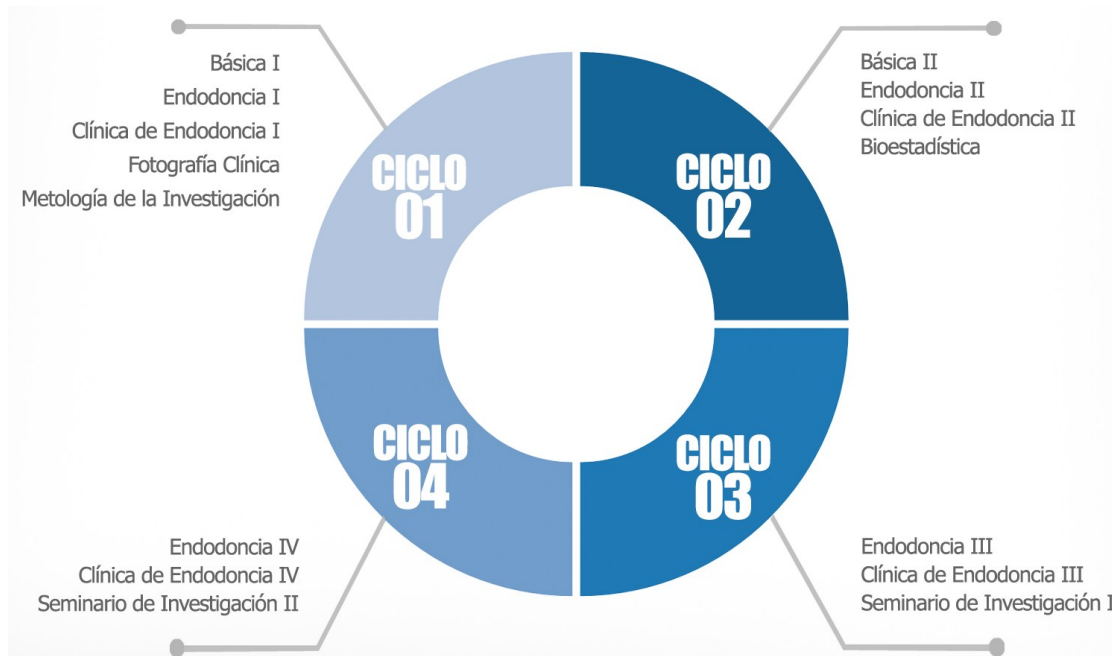 Básica I
Endodoncia I
Clínica de Endodoncia I
Fotografía Clínica
Metología de la Investigación
CICLO
01
Básica II
Endodoncia II
Clínica de Endodoncia II
Bioestadística
CICLO
02
CICLO
03
Endodoncia III
Clínica de Endodoncia III
Seminario de Investigación I
CICLO
04
Endodoncia IV
Clínica de Endodoncia IV
Seminario de Investigación II